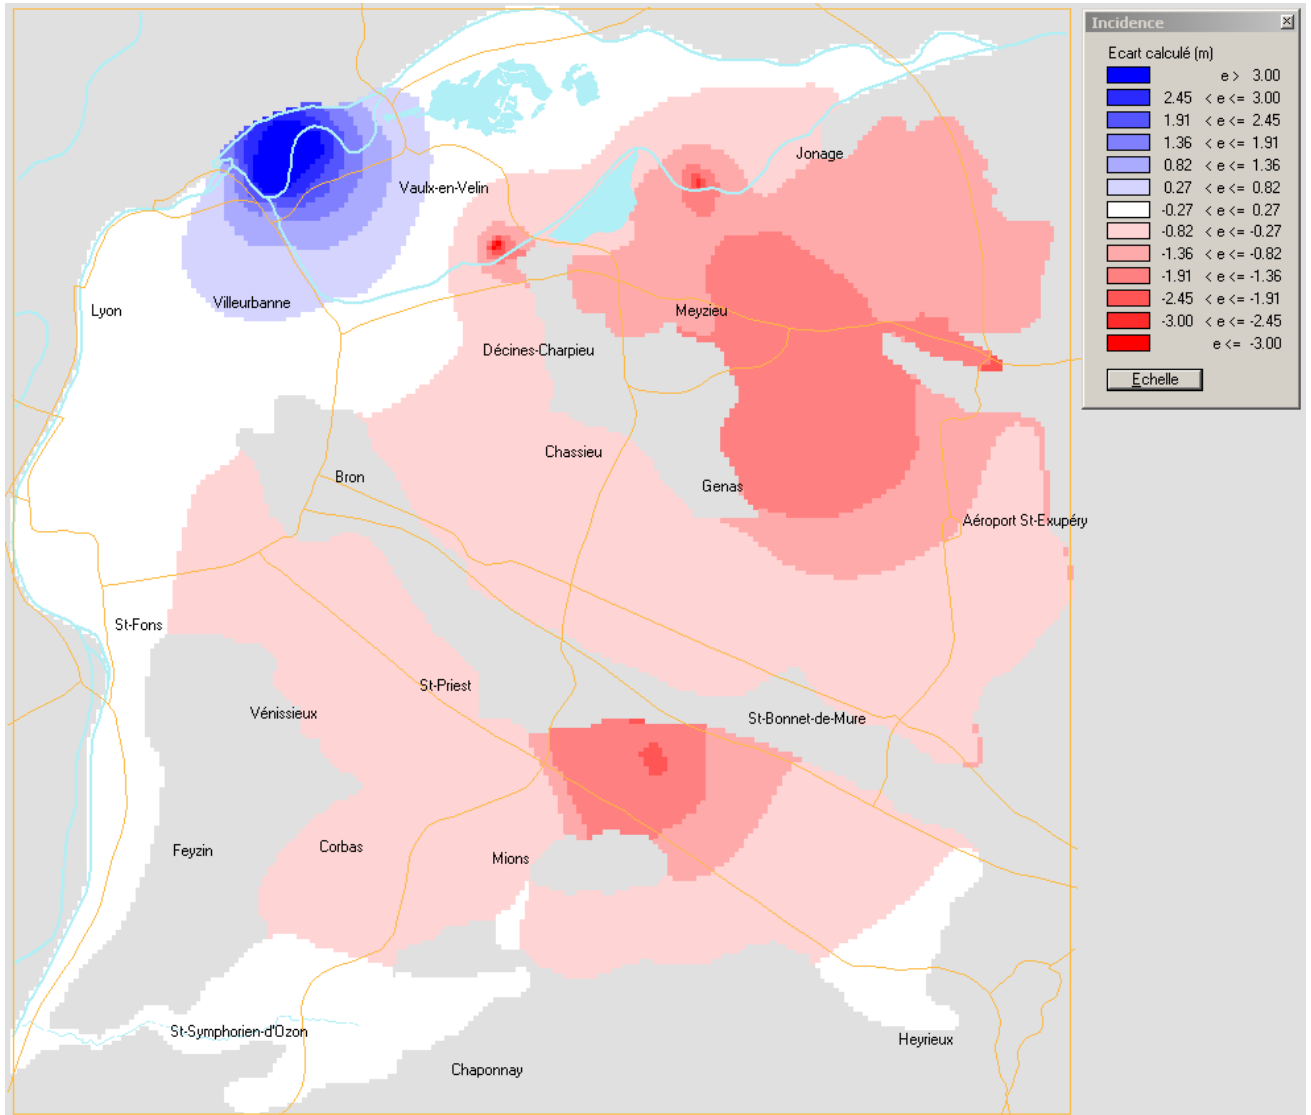 Incidence
Ecart calculé (m)
e > 3.00
2.45 < e <= 3.00
1.91 < e <= 2.45
1.36 < e <= 1.91
0.82 < e <= 1.36
0.27 < e <= 0.82
-0.27 < e <= 0.27
-0.82 < e <= -0.27
-1.36 < e <= -0.82
-1.91 < e <= -1.36
-2.45 < e <= -1.91
-3.00 < e <= -2.45
e <= -3.00
Echelle
Jonage
Vaulx-en-Velin
Villeurbanne
Lyon
Meyzieu
Décines-Charpieu
Chassieu
Bron
Genas
Aéroport St-Exupéry
St-Fons
St-Priest
Vénissieux
St-Bonnet-de-Mure
Feyzin
Corbas
Mions
St-Symphorien-d'Ozon
Heyrieux
Chaponnay